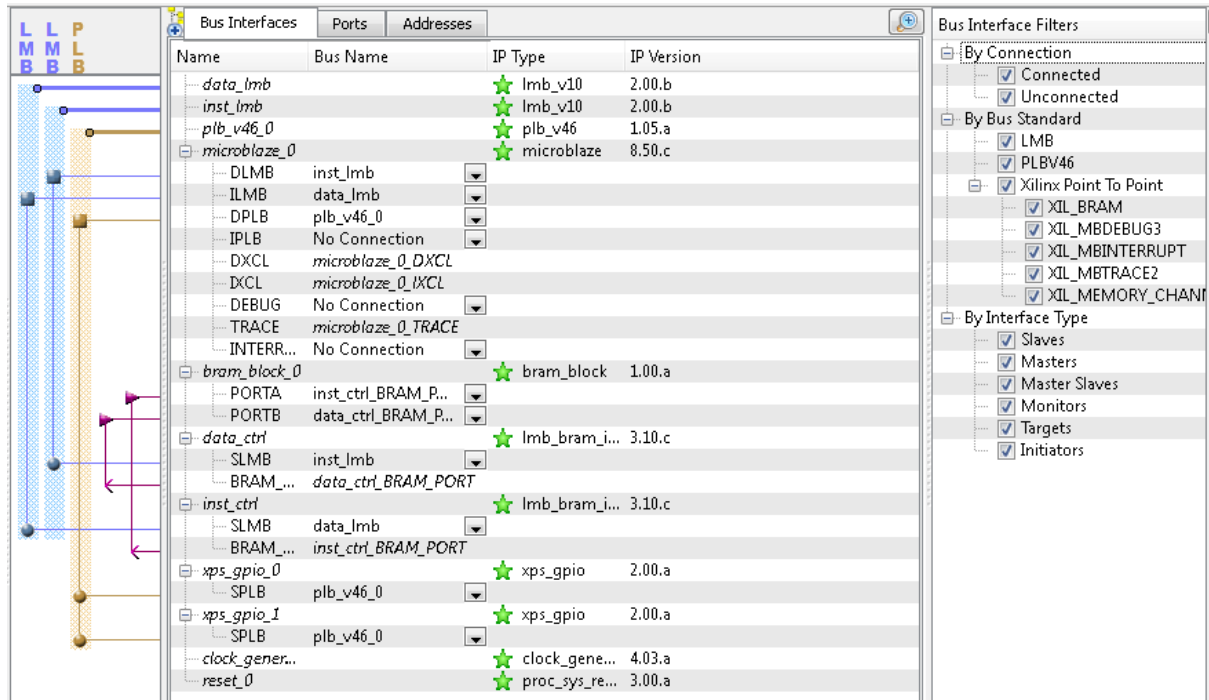 L L P
M M L
B B B
Bus Interfaces Ports Addresses
Name Bus Name IP Type IP Version
data_lmb lmb_v10 2.00.b
inst_lmb lmb_v10 2.00.b
plb_v46_0 plb_v46 1.05.a
microblaze_0 microblaze 8.50.c
DLMB inst_lmb
ILMB data_lmb
DPLB plb_v46_0
IPLB No Connection
DXCL microblaze_0_DXCL
IXCL microblaze_0_IXCL
DEBUG No Connection
TRACE microblaze_0_TRACE
INTERR... No Connection
bram_block_0 bram_block 1.00.a
PORTA inst_ctrl_BRAM_P...
PORTB data_ctrl_BRAM_P...
data_ctrl lmb_bram_i... 3.10.c
SLMB inst_lmb
BRAM_... data_ctrl_BRAM_PORT
inst_ctrl lmb_bram_i... 3.10.c
SLMB data_lmb
BRAM_... inst_ctrl_BRAM_PORT
xps_gpio_0 xps_gpio 2.00.a
SPLB plb_v46_0
xps_gpio_1 xps_gpio 2.00.a
SPLB plb_v46_0
clock_gener... clock_gene... 4.03.a
reset_0 proc_sys_re... 3.00.a
Bus Interface Filters
By Connection
Connected
Unconnected
By Bus Standard
LMB
PLBV46
Xilinx Point To Point
XIL_BRAM
XIL_MBDEBUG3
XIL_MBINTERRUPT
XIL_MBTRACE2
XIL_MEMORY_CHANN
By Interface Type
Slaves
Masters
Master Slaves
Monitors
Targets
Initiators